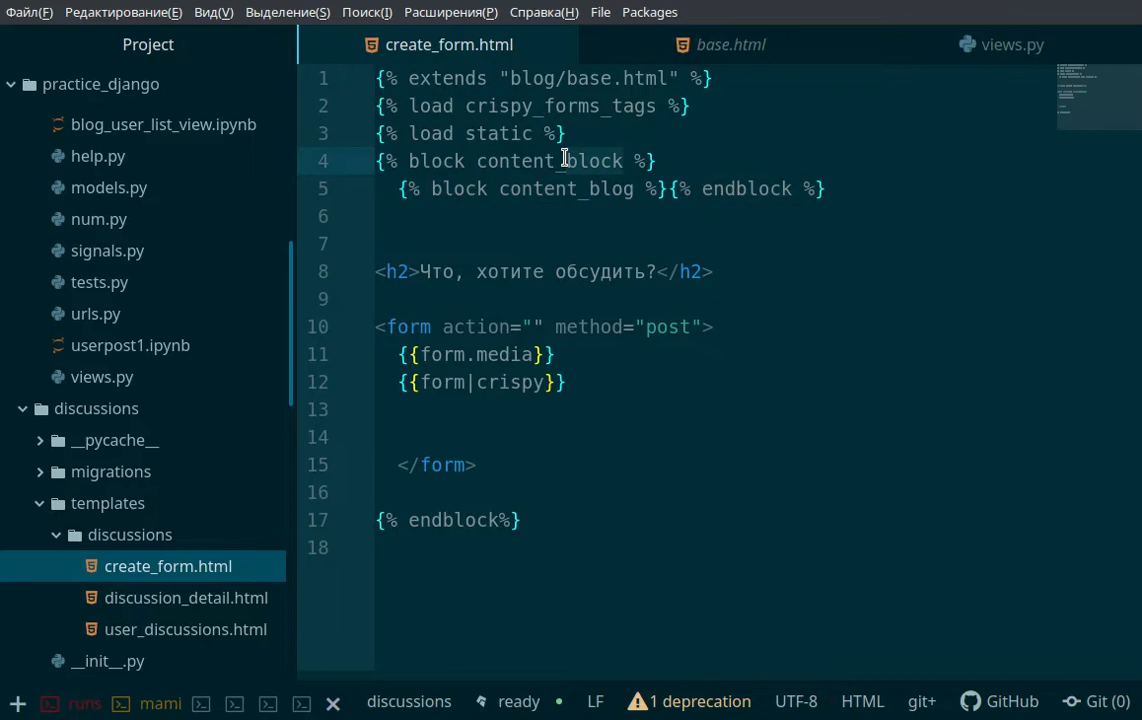 Файл(F) Редактирование(E) Вид(V) Выделение(S) Поиск(I) Расширения(P) Справка(H) File Packages
Project
create_form.html
base.html
views.py
practice_django
blog_user_list_view.ipynb
help.py
models.py
num.py
signals.py
tests.py
urls.py
userpost1.ipynb
views.py
discussions
__pycache__
migrations
templates
discussions
create_form.html
discussion_detail.html
user_discussions.html
__init__.py
1 {% extends "blog/base.html" %}
2 {% load crispy_forms_tags %}
3 {% load static %}
4 {% block content_block %}
5 {% block content_blog %}{% endblock %}
6
7
8 <h2>Что, хотите обсудить?</h2>
9
10 <form action="" method="post">
11 {{form.media}}
12 {{form|crispy}}
13
14
15 </form>
16
17 {% endblock%}
18
runs mami discussions ready LF 1 deprecation UTF-8 HTML git+ GitHub Git (0)